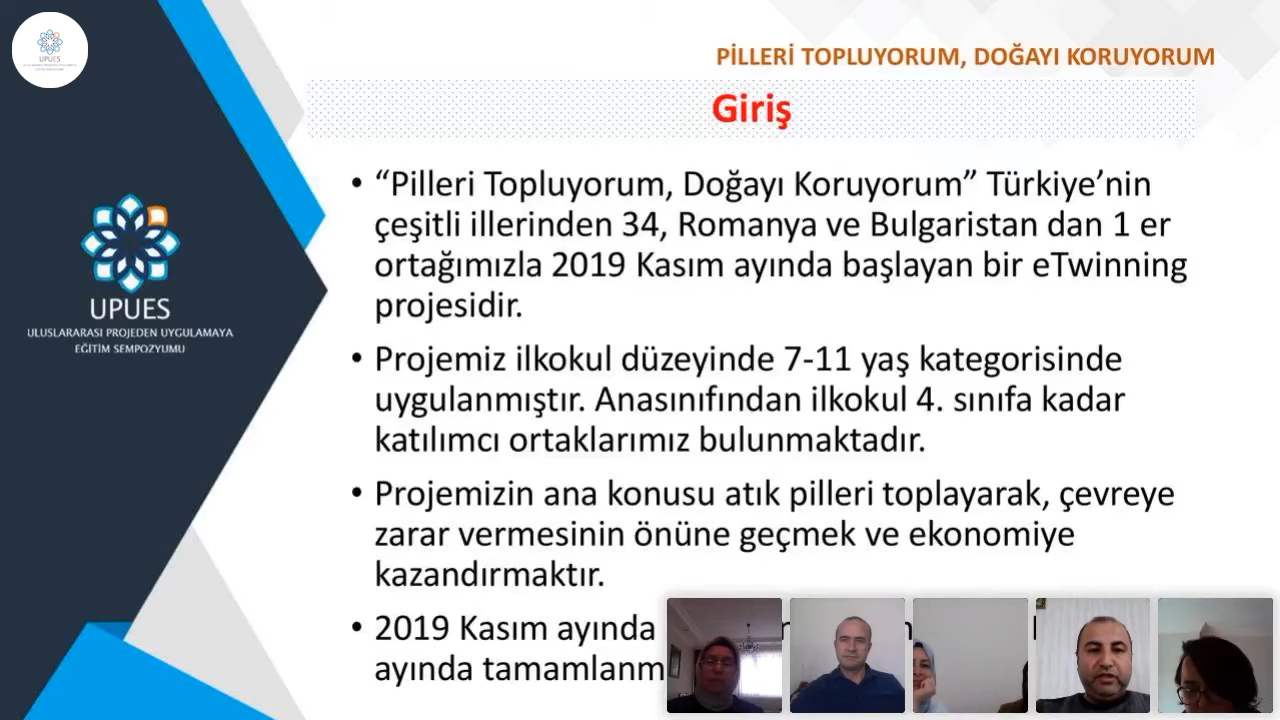 UPUES
PİLLERİ TOPLUYORUM, DOĞAYI KORUYORUM
Giriş
• “Pilleri Topluyorum, Doğayı Koruyorum” Türkiye’nin
çeşitli illerinden 34, Romanya ve Bulgaristan dan 1 er
ortağımızla 2019 Kasım ayında başlayan bir eTwinning
projesidir.
• Projemiz ilkokul düzeyinde 7-11 yaş kategorisinde
uygulanmıştır. Anasınıfından ilkokul 4. sınıfa kadar
katılımcı ortaklarımız bulunmaktadır.
• Projemizin ana konusu atık pilleri toplayarak, çevreye
zarar vermesinin önüne geçmek ve ekonomiye
kazandırmaktır.
• 2019 Kasım ayında
ayında
UPUES
ULUSLARARASI PROJEDEN UYGULAMAYA
EĞİTİM SEMPOZYUMU